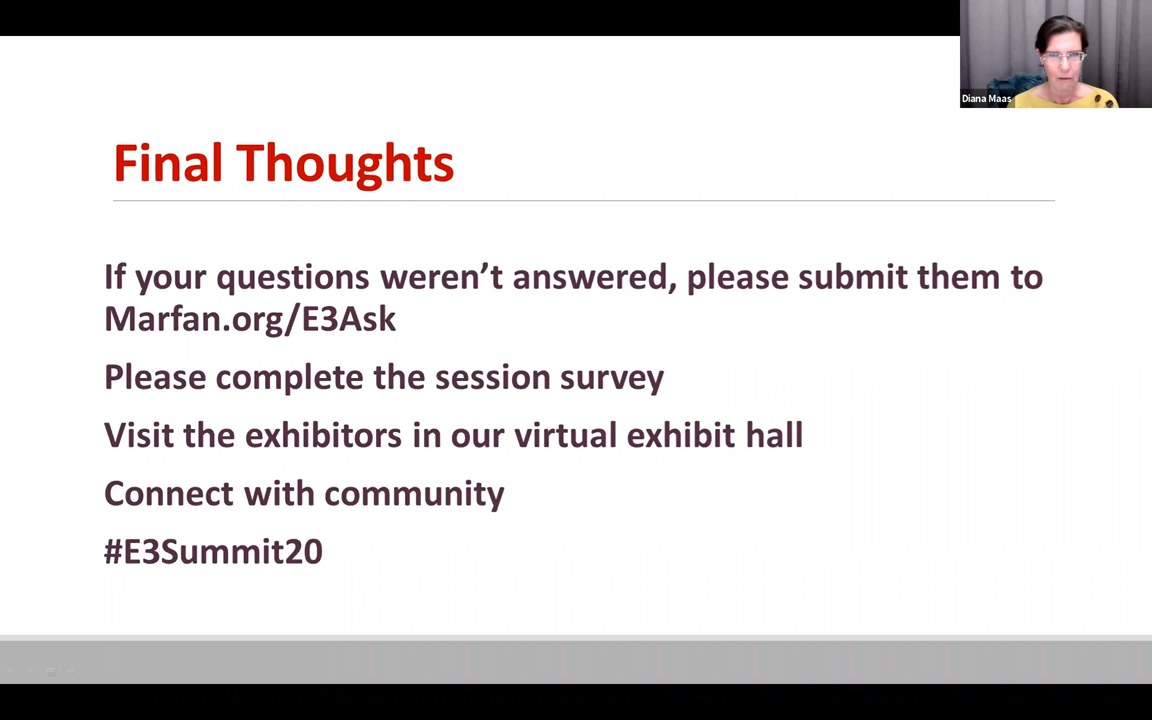 Diana Maas
Final Thoughts
If your questions weren’t answered, please submit them to
Marfan.org/E3Ask
Please complete the session survey
Visit the exhibitors in our virtual exhibit hall
Connect with community
#E3Summit20